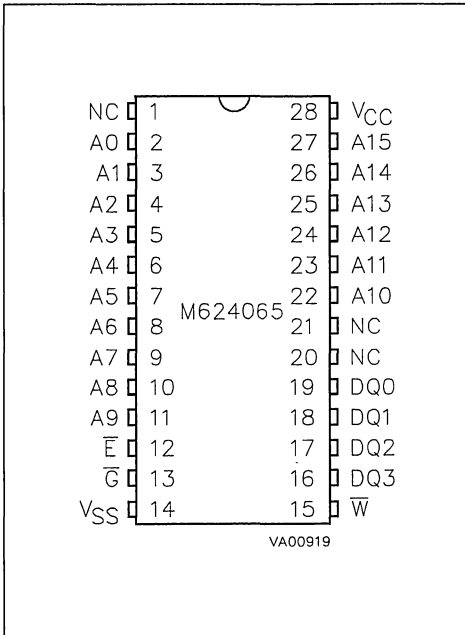 NC 1 28 VCC
A0 2 27 A15
A1 3 26 A14
A2 4 25 A13
A3 5 24 A12
A4 6 23 A11
A5 7 22 A10
M624065
A6 8 21 NC
A7 9 20 NC
A8 10 19 DQ0
A9 11 18 DQ1
E̅ 12 17 DQ2
G̅ 13 16 DQ3
VSS 14 15 W̅
VA00919